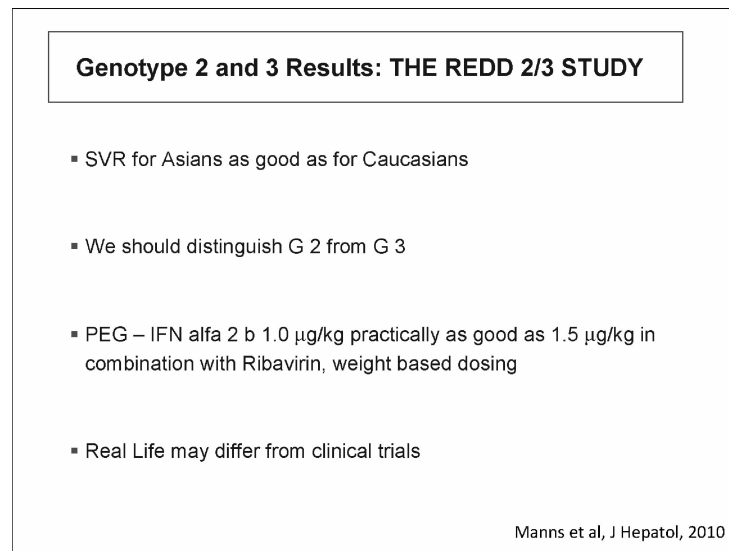 Genotype 2 and 3 Results: THE REDD 2/3 STUDY
▪ SVR for Asians as good as for Caucasians
▪ We should distinguish G 2 from G 3
▪ PEG – IFN alfa 2 b 1.0 μg/kg practically as good as 1.5 μg/kg in
combination with Ribavirin, weight based dosing
▪ Real Life may differ from clinical trials
Manns et al, J Hepatol, 2010